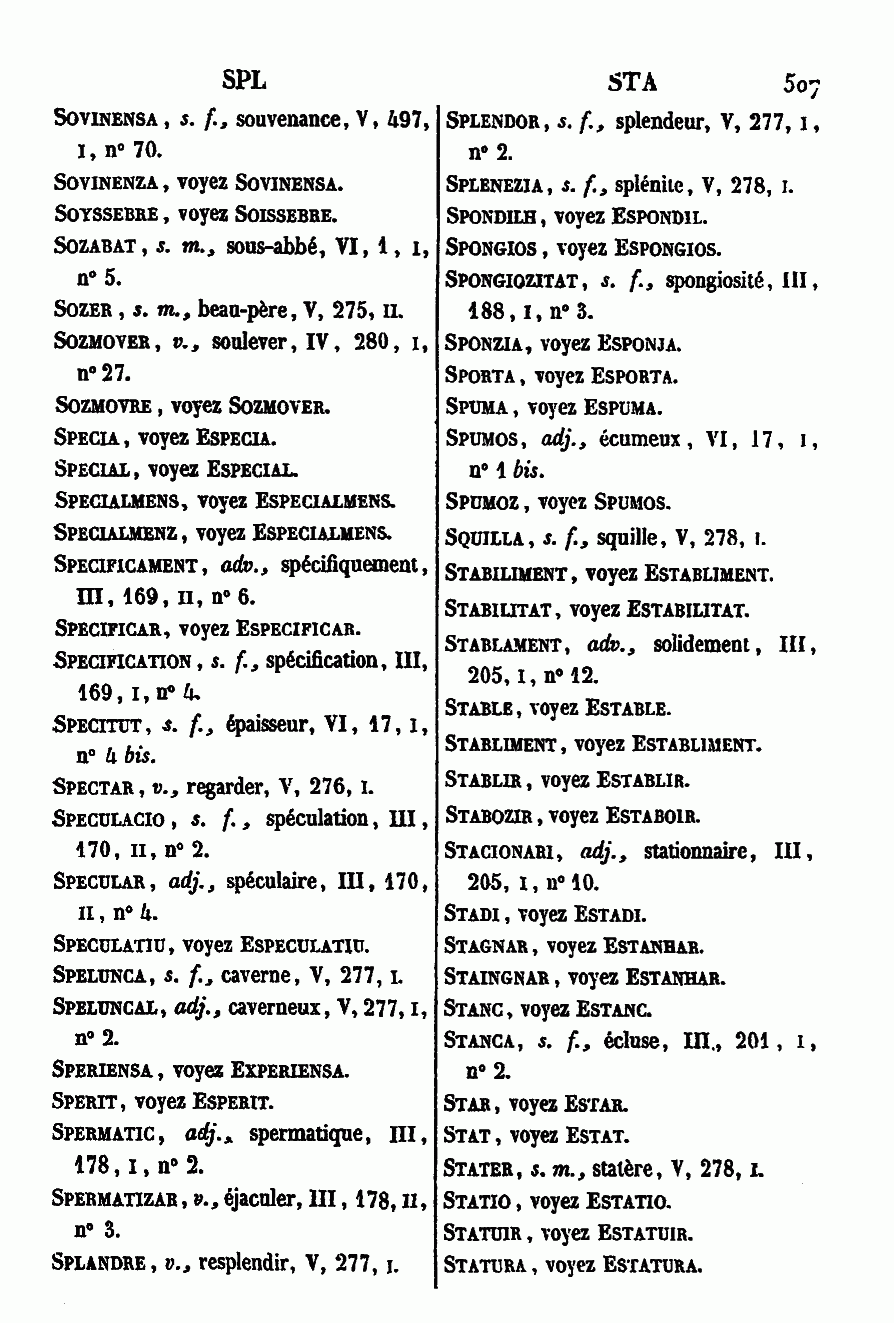 SPL
STA 507
SOVINENSA, s. f., souvenance, V, 497,
I, n° 70.
SOVINENZA, voyez SOVINENSA.
SOYSSEBRE, voyez SOISSEBRE.
SOZABAT, s. m., sous-abbé, VI, 1, I,
n° 5.
SOZER, s. m., beau-père, V, 275, II.
SOZMOVER, v., soulever, IV, 280, I,
n° 27.
SOZMOVRE, voyez SOZMOVER.
SPECIA, voyez ESPECIA.
SPECIAL, voyez ESPECIAL.
SPECIALMENS, voyez ESPECIALMENS.
SPECIALMENZ, voyez ESPECIALMENS.
SPECIFICAMENT, adv., spécifiquement,
III, 169, II, n° 6.
SPECIFICAR, voyez ESPECIFICAR.
SPECIFICATION, s. f., spécification, III,
169, I, n° 4.
SPECITUT, s. f., épaisseur, VI, 17, I,
n° 4 bis.
SPECTAR, v., regarder, V, 276, I.
SPECULACIO, s. f., spéculation, III,
170, II, n° 2.
SPECULAR, adj., spéculaire, III, 170,
II, n° 4.
SPECULATIU, voyez ESPECULATIU.
SPELUNCA, s. f., caverne, V, 277, I.
SPELUNCAL, adj., caverneux, V, 277, I,
n° 2.
SPERIENSA, voyez EXPERIENSA.
SPERIT, voyez ESPERIT.
SPERMATIC, adj., spermatique, III,
178, I, n° 2.
SPERMATIZAR, v., éjaculer, III, 178, II,
n° 3.
SPLANDRE, v., resplendir, V, 277, I.
SPLENDOR, s. f., splendeur, V, 277, I,
n° 2.
SPLENEZIA, s. f., splénite, V, 278, I.
SPONDILH, voyez ESPONDIL.
SPONGIOS, voyez ESPONGIOS.
SPONGIOZITAT, s. f., spongiosité, III,
188, I, n° 3.
SPONZIA, voyez ESPONJA.
SPORTA, voyez ESPORTA.
SPUMA, voyez ESPUMA.
SPUMOS, adj., écumeux, VI, 17, I,
n° 1 bis.
SPUMOZ, voyez SPUMOS.
SQUILLA, s. f., squille, V, 278, I.
STABILIMENT, voyez ESTABLIMENT.
STABILITAT, voyez ESTABILITAT.
STABLAMENT, adv., solidement, III,
205, I, n° 12.
STABLE, voyez ESTABLE.
STABLIMENT, voyez ESTABLIMENT.
STABLIR, voyez ESTABLIR.
STABOZIR, voyez ESTABOIR.
STACIONARI, adj., stationnaire, III,
205, I, n° 10.
STADI, voyez ESTADI.
STAGNAR, voyez ESTANHAR.
STAINGNAR, voyez ESTANHAR.
STANC, voyez ESTANC.
STANCA, s. f., écluse, III., 201, I,
n° 2.
STAR, voyez ESTAR.
STAT, voyez ESTAT.
STATER, s. m., statère, V, 278, I.
STATIO, voyez ESTATIO.
STATUIR, voyez ESTATUIR.
STATURA, voyez ESTATURA.